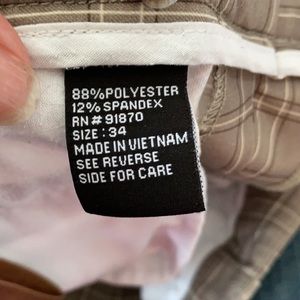 88% POLYESTER
12% SPANDEX
RN# 91870
SIZE: 34
MADE IN VIETNAM
SEE REVERSE
SIDE FOR CARE